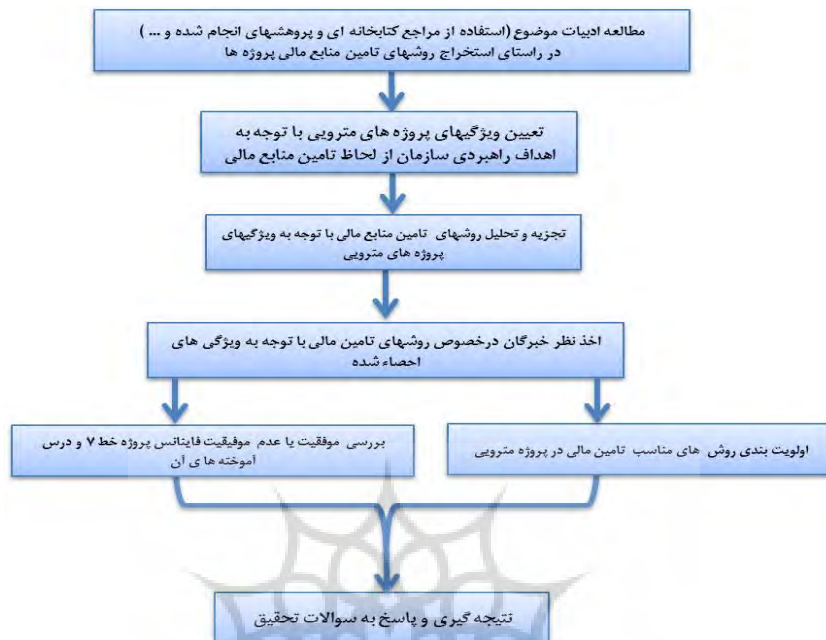 مطالعه ادبیات موضوع (استفاده از مراجع کتابخانه ای و پژوهشهای انجام شده و ... )
در راستای استخراج روشهای تامین منابع مالی پروژه ها
تعیین ویژگیهای پروژه های مترویی با توجه به
اهداف راهبردی سازمان از لحاظ تامین منابع مالی
تجزیه و تحلیل روشهای تامین منابع مالی با توجه به ویژگیهای
پروژه های مترویی
اخذ نظر خبرگان درخصوص روشهای تامین مالی با توجه به ویژگی های
احصاء شده
اولویت بندی روش های مناسب تامین مالی در پروژه مترویی
بررسی موفقیت یا عدم موفیقیت فاینانس پروژه خط ۷ و درس
آموخته ها ی آن
نتیجه گیری و پاسخ به سوالات تحقیق